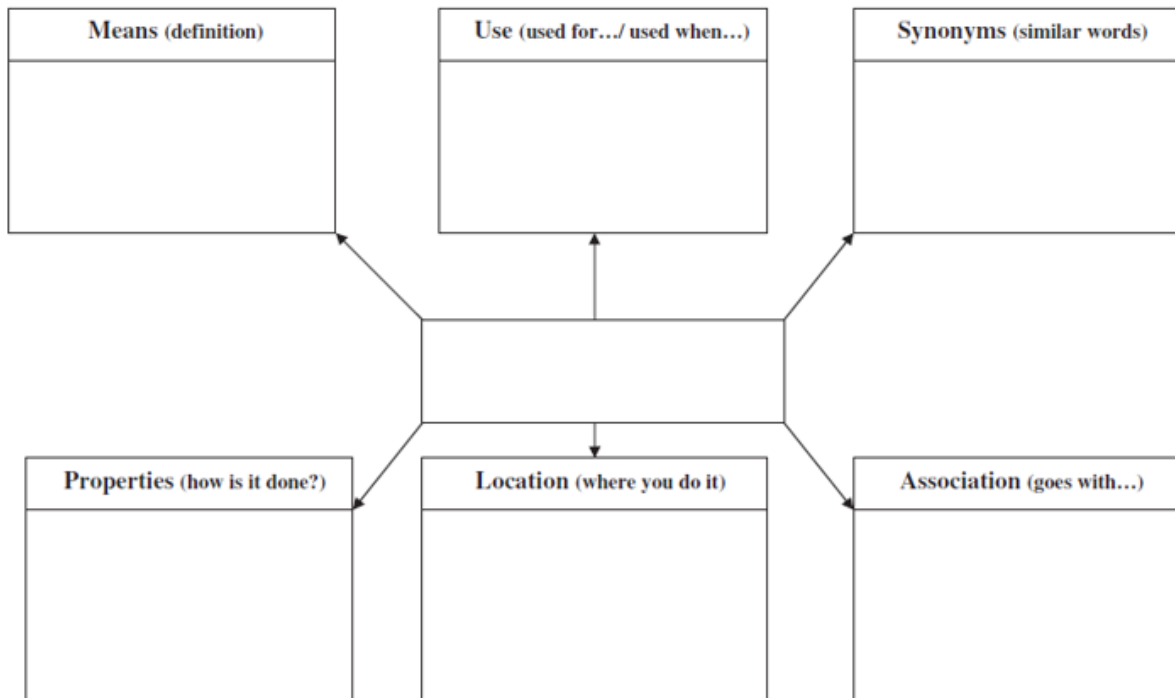 Means (definition)
Use (used for…/ used when…)
Synonyms (similar words)
Properties (how is it done?)
Location (where you do it)
Association (goes with…)